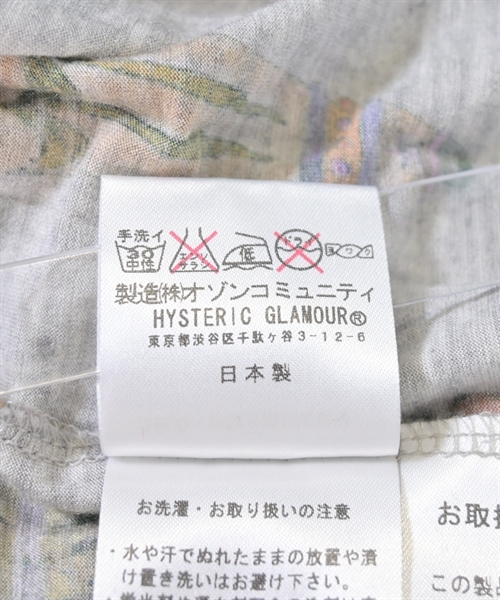 手洗イ
30
中性
エンソ
サラシ
低
ドライ
ヨワク
製造(株)オゾンコミュニティ
HYSTERIC GLAMOUR®
東京都渋谷区千駄ヶ谷3-12-6
日本製
お洗濯・お取り扱いの注意
・水や汗でぬれたままの放置や漬
け置き洗いはお避け下さい。
お取扱
この製